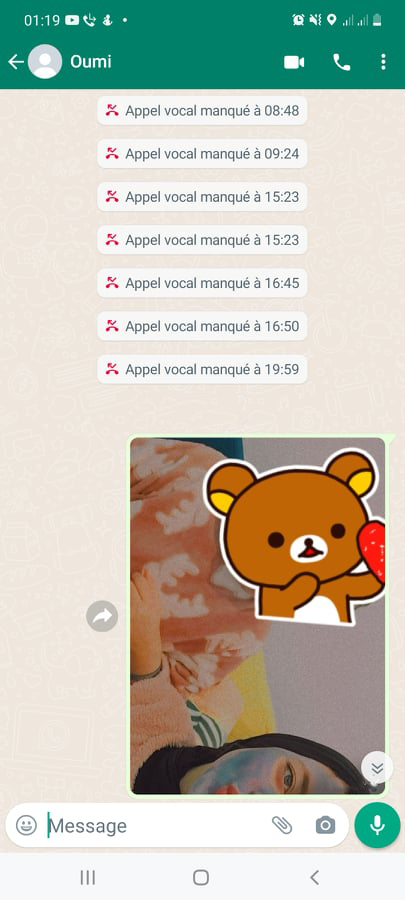 01:19
Oumi
Appel vocal manqué à 08:48
Appel vocal manqué à 09:24
Appel vocal manqué à 15:23
Appel vocal manqué à 15:23
Appel vocal manqué à 16:45
Appel vocal manqué à 16:50
Appel vocal manqué à 19:59
Message